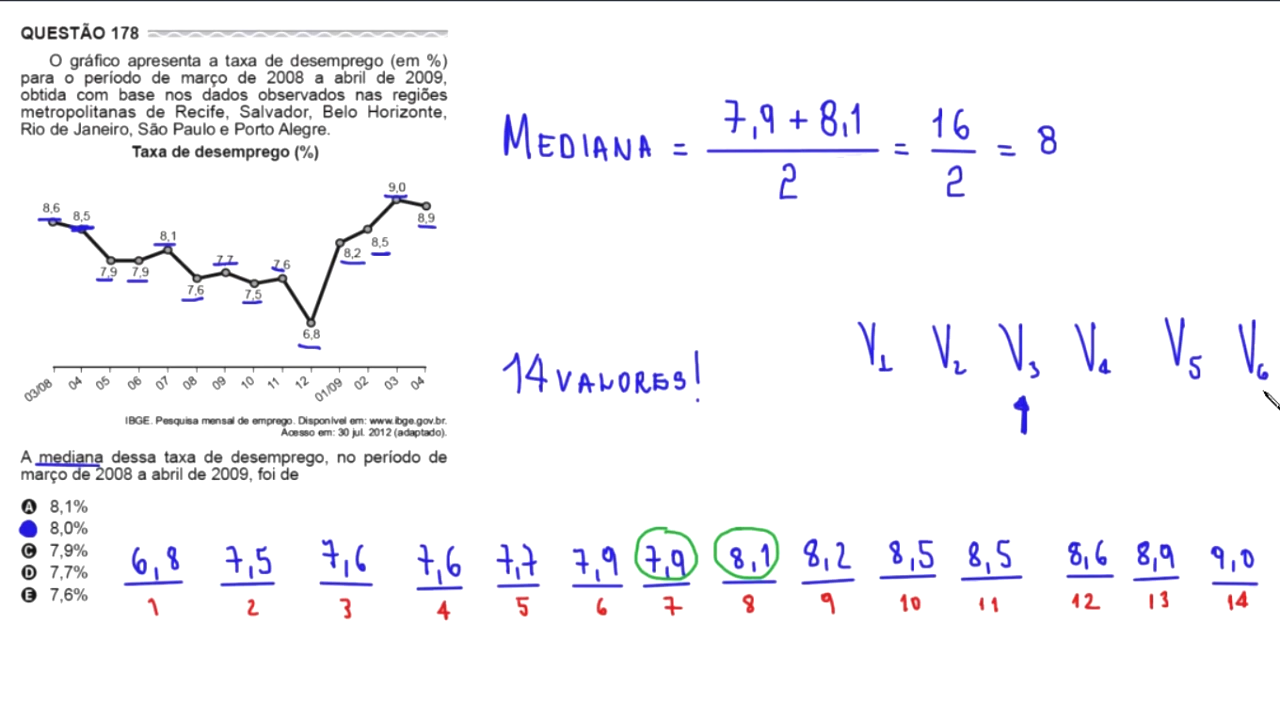 QUESTÃO 178
O gráfico apresenta a taxa de desemprego (em %)
para o período de março de 2008 a abril de 2009,
obtida com base nos dados observados nas regiões
metropolitanas de Recife, Salvador, Belo Horizonte,
Rio de Janeiro, São Paulo e Porto Alegre.
Taxa de desemprego (%)
8,6
8,5
7,9
7,9
8,1
7,6
7,7
7,5
7,6
6,8
8,2
8,5
9,0
8,9
03/08 04 05 06 07 08 09 10 11 12 01/09 02 03 04
IBGE. Pesquisa mensal de emprego. Disponível em: www.ibge.gov.br.
Acesso em: 30 jul. 2012 (adaptado).
A mediana dessa taxa de desemprego, no período de
março de 2008 a abril de 2009, foi de
A 8,1%
8,0%
C 7,9%
D 7,7%
E 7,6%
MEDIANA = 7,9 + 8,1 / 2 = 16 / 2 = 8
14 VALORES!
V1 V2 V3 V4 V5 V6
6,8 7,5 7,6 7,6 7,7 7,9 7,9 8,1 8,2 8,5 8,5 8,6 8,9 9,0
1 2 3 4 5 6 7 8 9 10 11 12 13 14